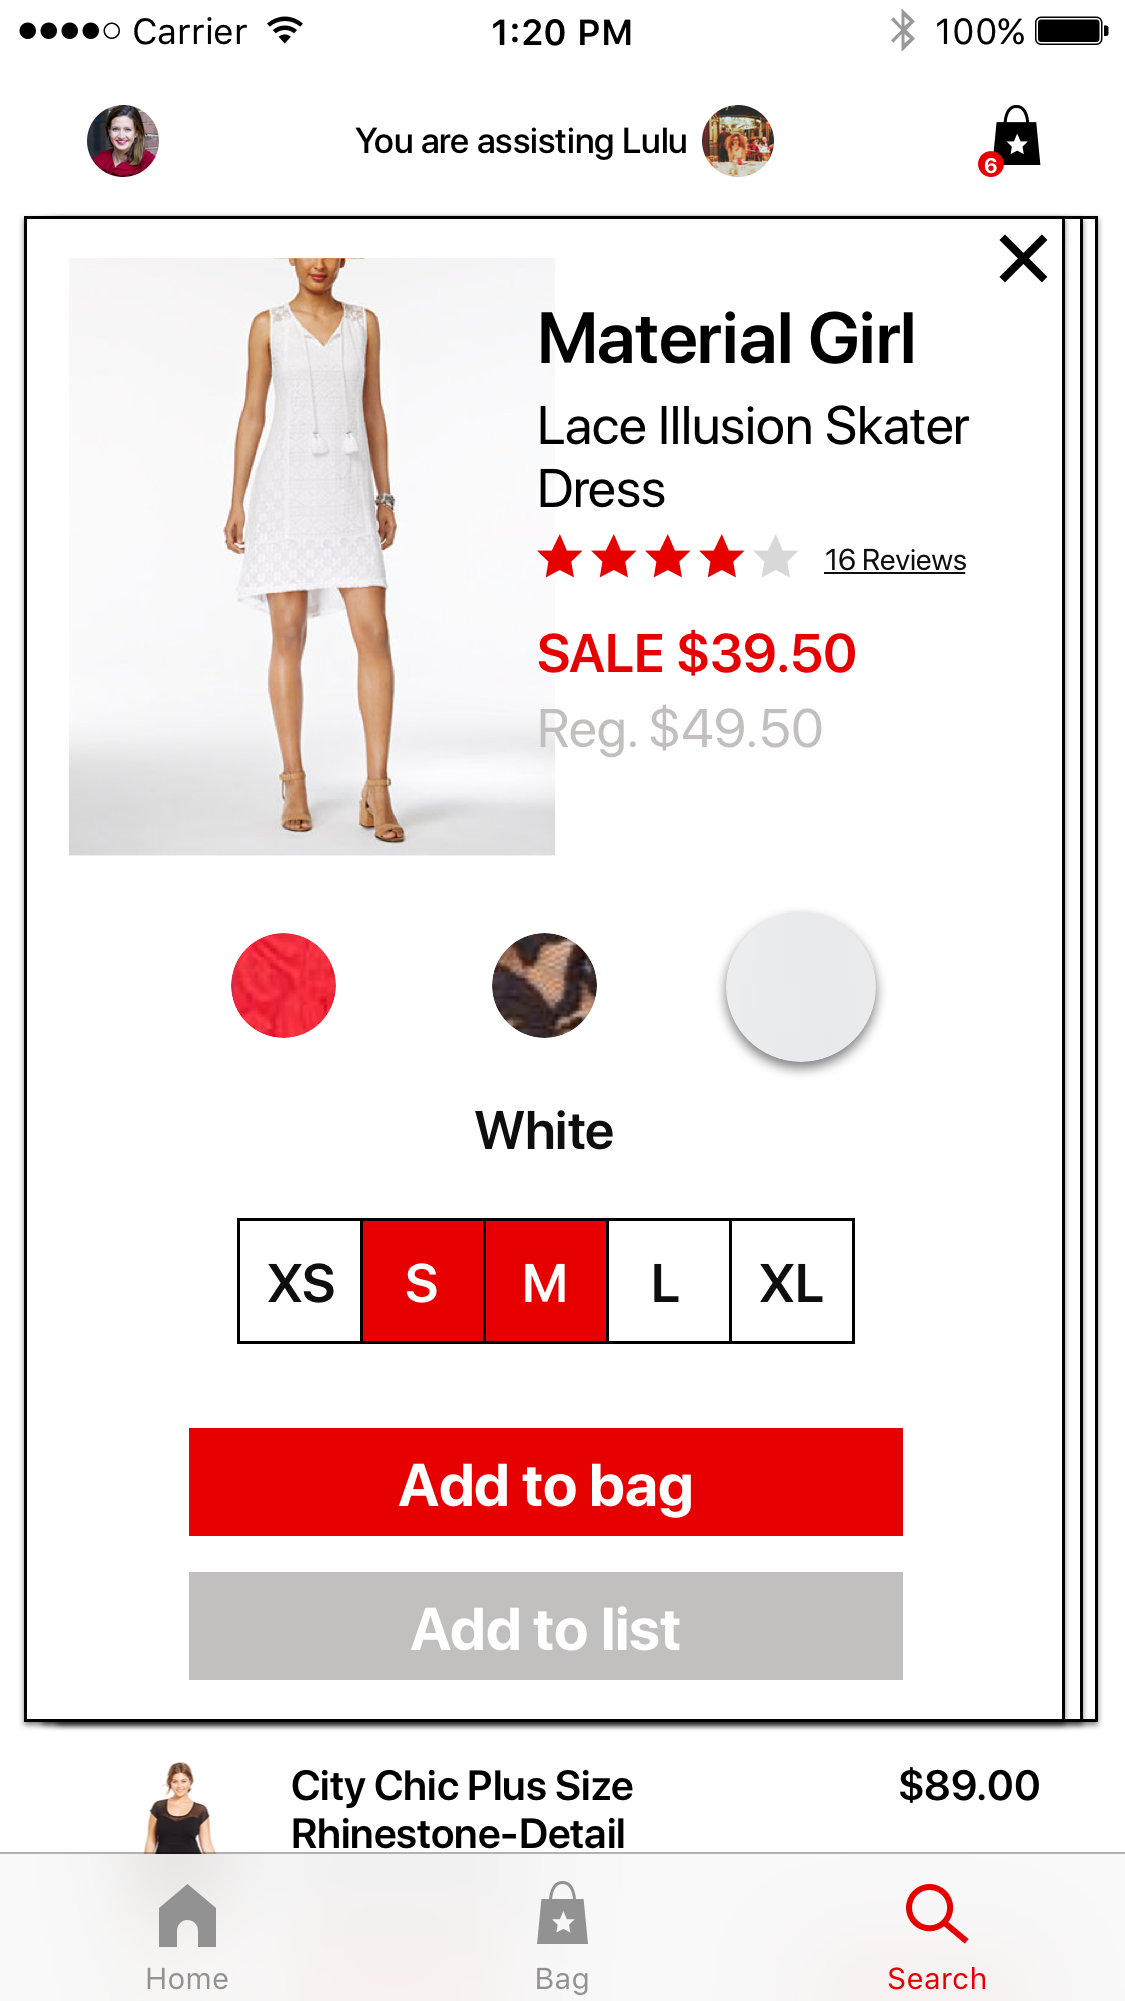 Carrier 1:20 PM 100%
You are assisting Lulu
6
Material Girl
Lace Illusion Skater
Dress
16 Reviews
SALE $39.50
Reg. $49.50
White
XS S M L XL
Add to bag
Add to list
City Chic Plus Size $89.00
Rhinestone-Detail
Home Bag Search